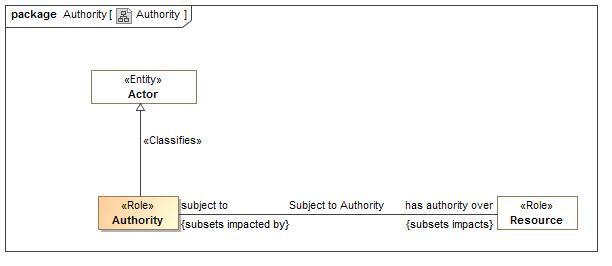 package Authority [ Authority ]
«Entity»
Actor
«Classifies»
«Role»
Authority
subject to
{subsets impacted by}
Subject to Authority
has authority over
{subsets impacts}
«Role»
Resource